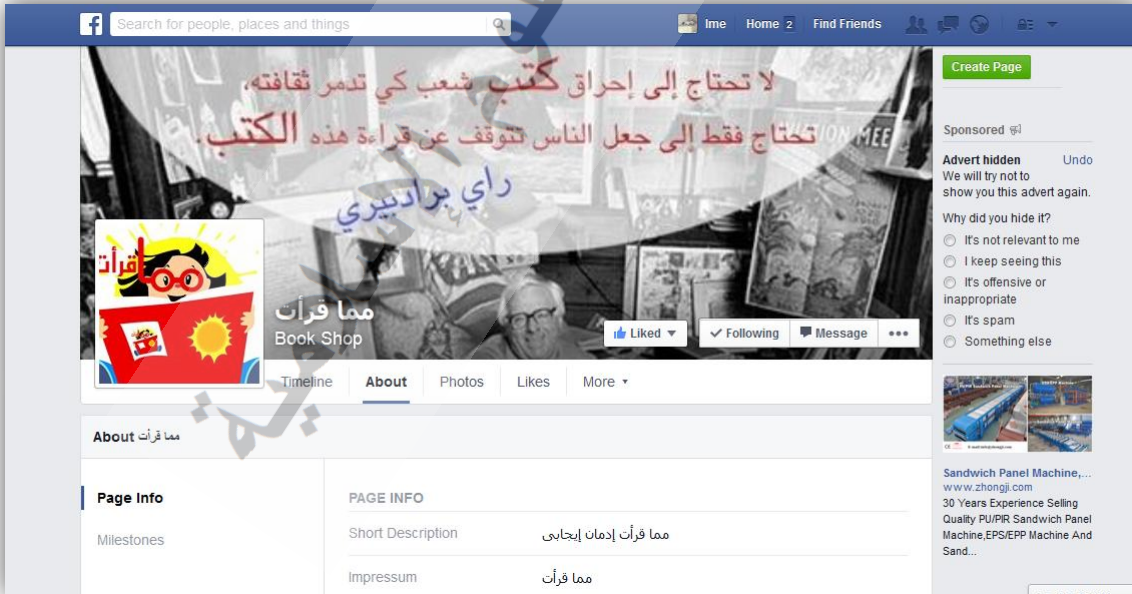 Search for people, places and things
Ime
Home 2
Find Friends
لا تحتاج إلى إحراق كتب شعب كي تدمر ثقافته،
تحتاج فقط إلى جعل الناس تتوقف عن قراءة هذه الكتب.
راي برادبيري
مما قرأت
مما قرأت
Book Shop
Liked
Following
Message
Timeline
About
Photos
Likes
More
About مما قرأت
Page Info
Milestones
PAGE INFO
Short Description مما قرأت إدمان إيجابى
Impressum مما قرأت
Create Page
Sponsored
Advert hidden Undo
We will try not to
show you this advert again.
Why did you hide it?
It's not relevant to me
I keep seeing this
It's offensive or
inappropriate
It's spam
Something else
Sandwich Panel Machine,...
www.zhongji.com
30 Years Experience Selling
Quality PU/PIR Sandwich Panel
Machine,EPS/EPP Machine And
Sand...